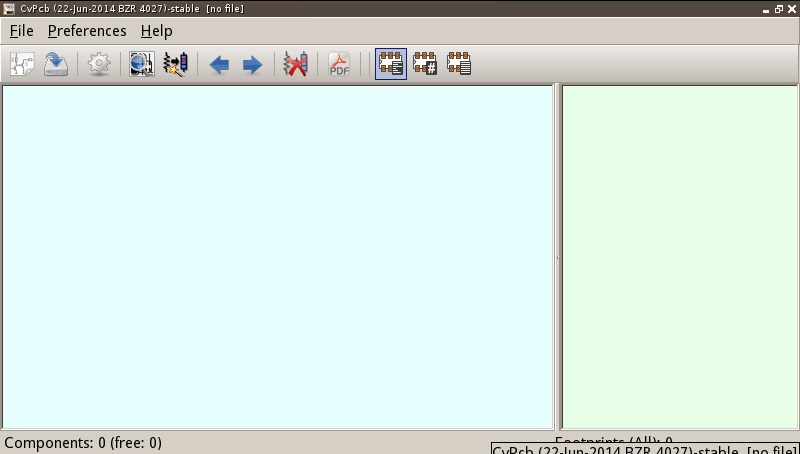 CvPcb (22-Jun-2014 BZR 4027)-stable [no file]
File Preferences Help
PDF #
Components: 0 (free: 0) Footprints (All): 0
CvPcb (22-Jun-2014 BZR 4027)-stable [no file]